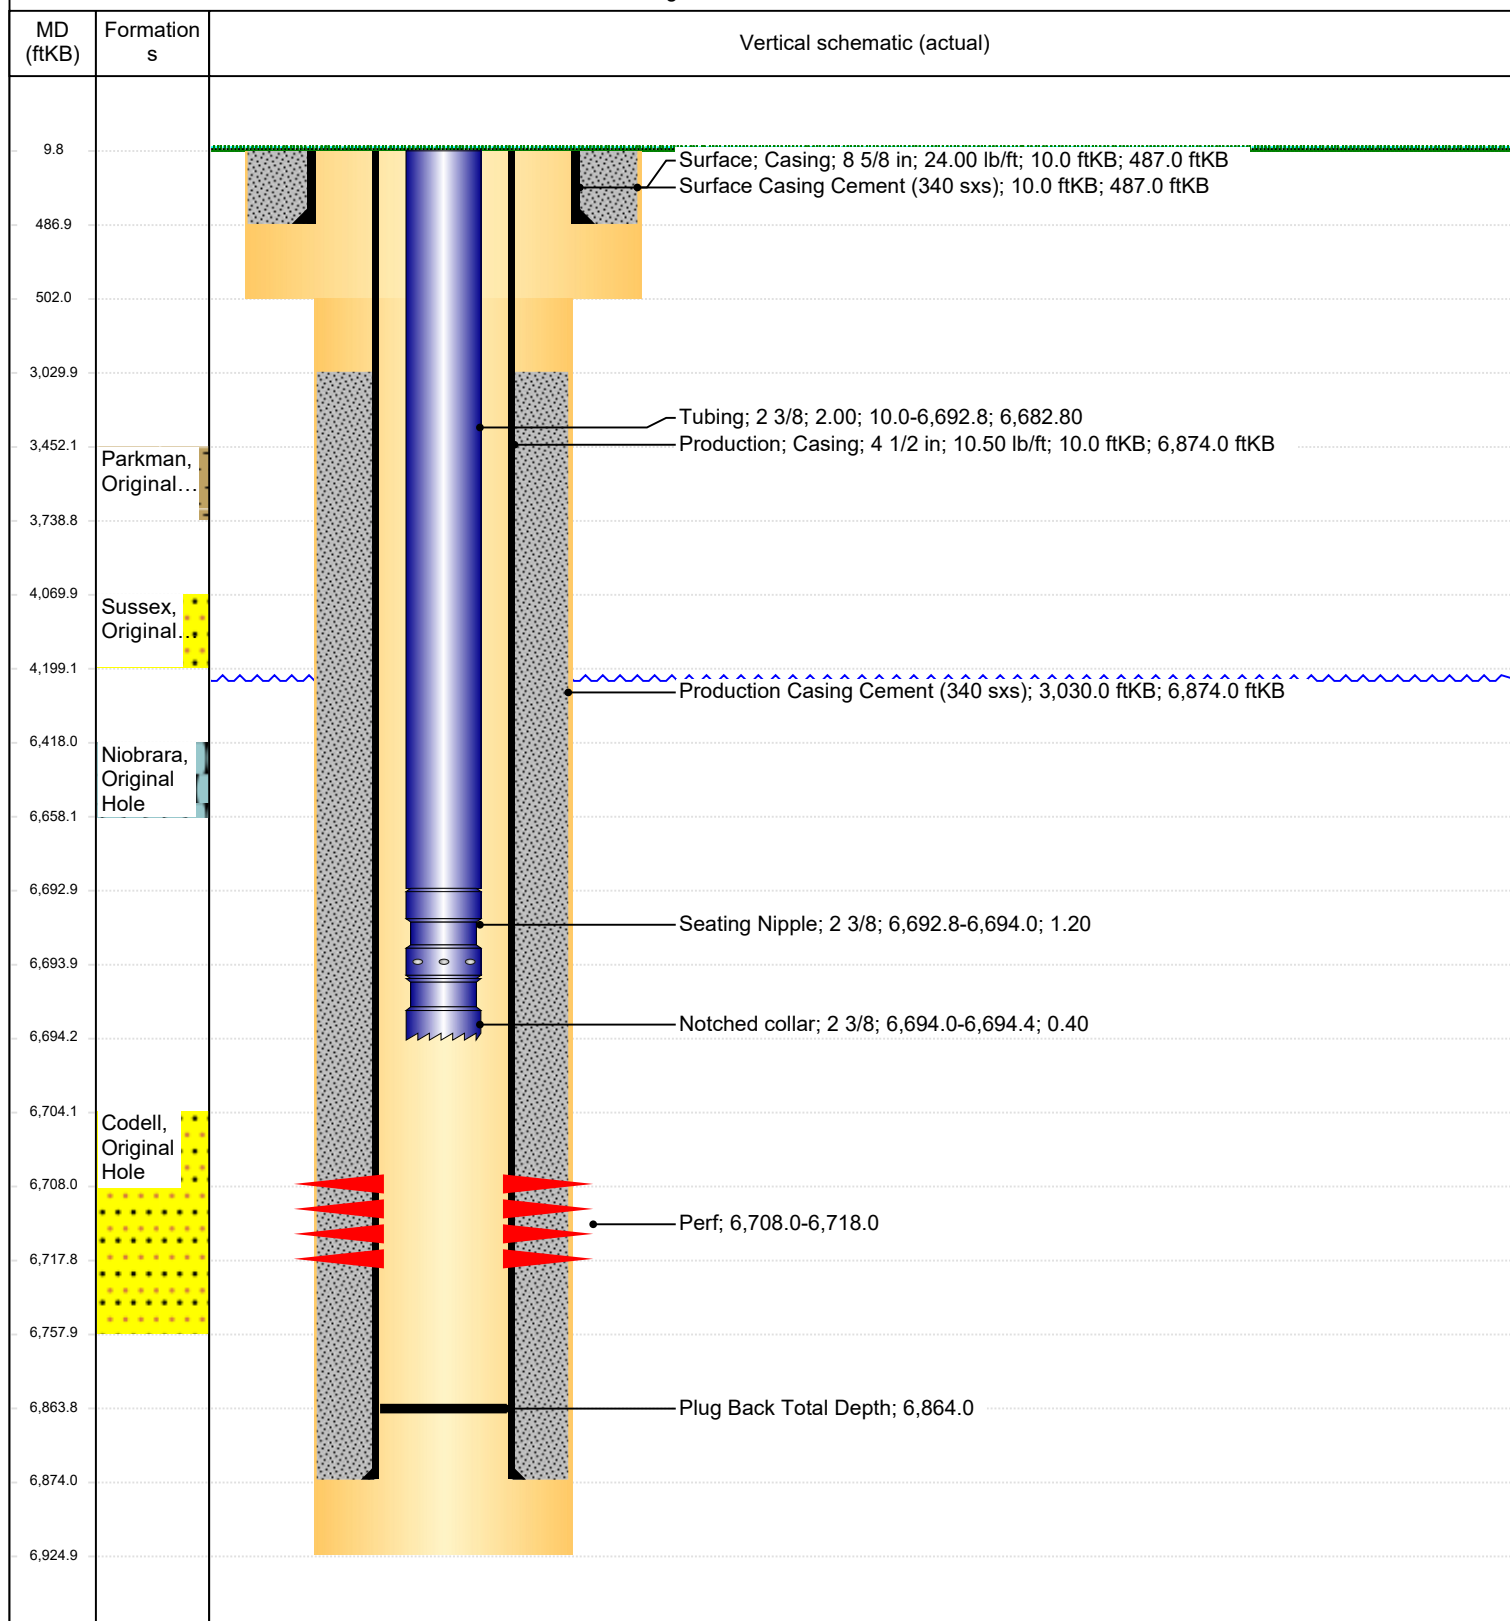 MD
(ftKB)
Formation
s
Vertical schematic (actual)
9.8
Surface; Casing; 8 5/8 in; 24.00 lb/ft; 10.0 ftKB; 487.0 ftKB
Surface Casing Cement (340 sxs); 10.0 ftKB; 487.0 ftKB
486.9
502.0
3,029.9
Tubing; 2 3/8; 2.00; 10.0-6,692.8; 6,682.80
Production; Casing; 4 1/2 in; 10.50 lb/ft; 10.0 ftKB; 6,874.0 ftKB
3,452.1
Parkman,
Original...
3,738.8
4,069.9
Sussex,
Original...
4,199.1
Production Casing Cement (340 sxs); 3,030.0 ftKB; 6,874.0 ftKB
6,418.0
Niobrara,
Original
Hole
6,658.1
6,692.9
Seating Nipple; 2 3/8; 6,692.8-6,694.0; 1.20
6,693.9
Notched collar; 2 3/8; 6,694.0-6,694.4; 0.40
6,694.2
6,704.1
Codell,
Original
Hole
6,708.0
Perf; 6,708.0-6,718.0
6,717.8
6,757.9
6,863.8
Plug Back Total Depth; 6,864.0
6,874.0
6,924.9